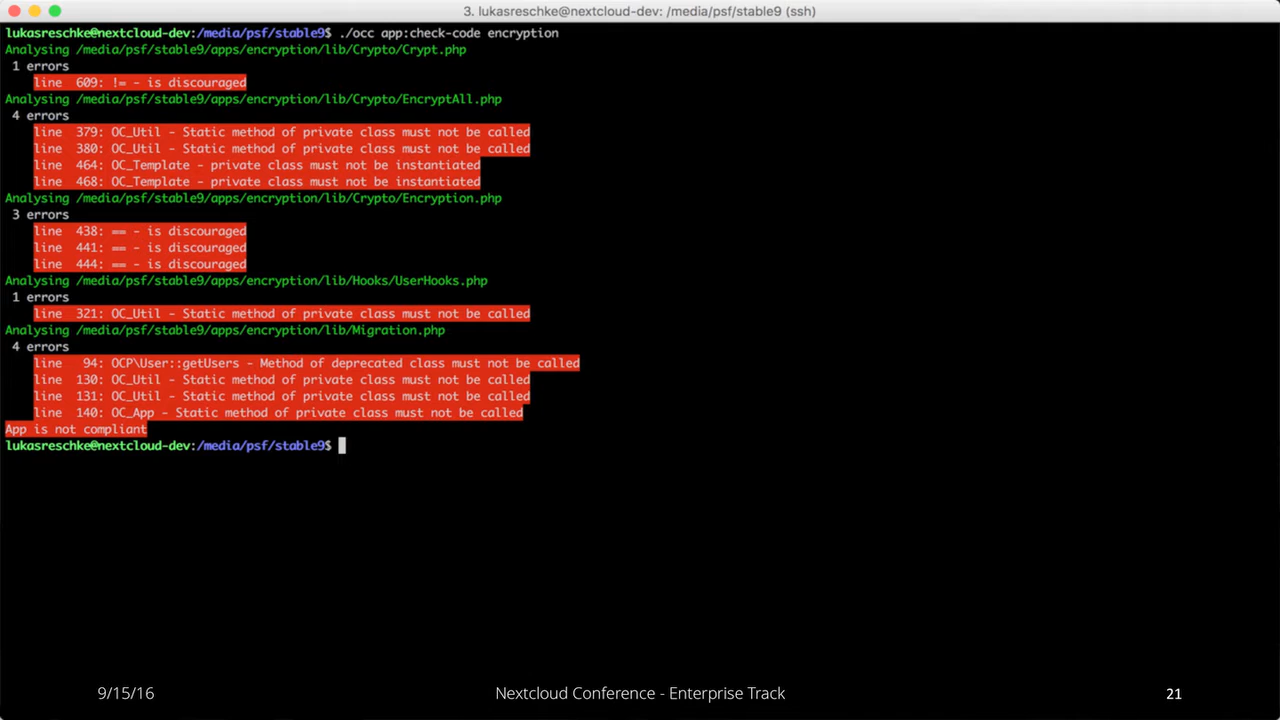 3. lukasreschke@nextcloud-dev: /media/psf/stable9 (ssh)
lukasreschke@nextcloud-dev:/media/psf/stable9$ ./occ app:check-code encryption
Analysing /media/psf/stable9/apps/encryption/lib/Crypto/Crypt.php
1 errors
line 609: != - is discouraged
Analysing /media/psf/stable9/apps/encryption/lib/Crypto/EncryptAll.php
4 errors
line 379: OC_Util - Static method of private class must not be called
line 380: OC_Util - Static method of private class must not be called
line 464: OC_Template - private class must not be instantiated
line 468: OC_Template - private class must not be instantiated
Analysing /media/psf/stable9/apps/encryption/lib/Crypto/Encryption.php
3 errors
line 438: == - is discouraged
line 441: == - is discouraged
line 444: == - is discouraged
Analysing /media/psf/stable9/apps/encryption/lib/Hooks/UserHooks.php
1 errors
line 321: OC_Util - Static method of private class must not be called
Analysing /media/psf/stable9/apps/encryption/lib/Migration.php
4 errors
line 94: OCP\User::getUsers - Method of deprecated class must not be called
line 130: OC_Util - Static method of private class must not be called
line 131: OC_Util - Static method of private class must not be called
line 140: OC_App - Static method of private class must not be called
App is not compliant
lukasreschke@nextcloud-dev:/media/psf/stable9$
9/15/16
Nextcloud Conference - Enterprise Track
21